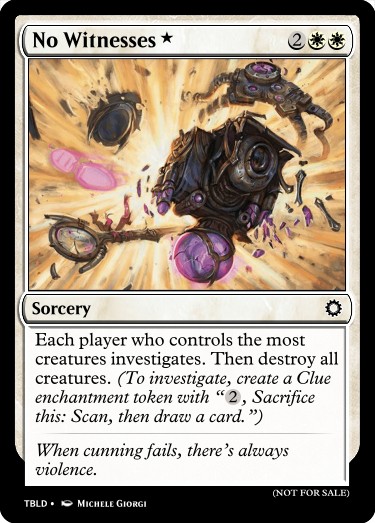 No Witnesses ★ 2
Sorcery
Each player who controls the most
creatures investigates. Then destroy all
creatures. (To investigate, create a Clue
enchantment token with “2, Sacrifice
this: Scan, then draw a card.”)
When cunning fails, there’s always
violence.
(NOT FOR SALE)
TBLD • Michele Giorgi